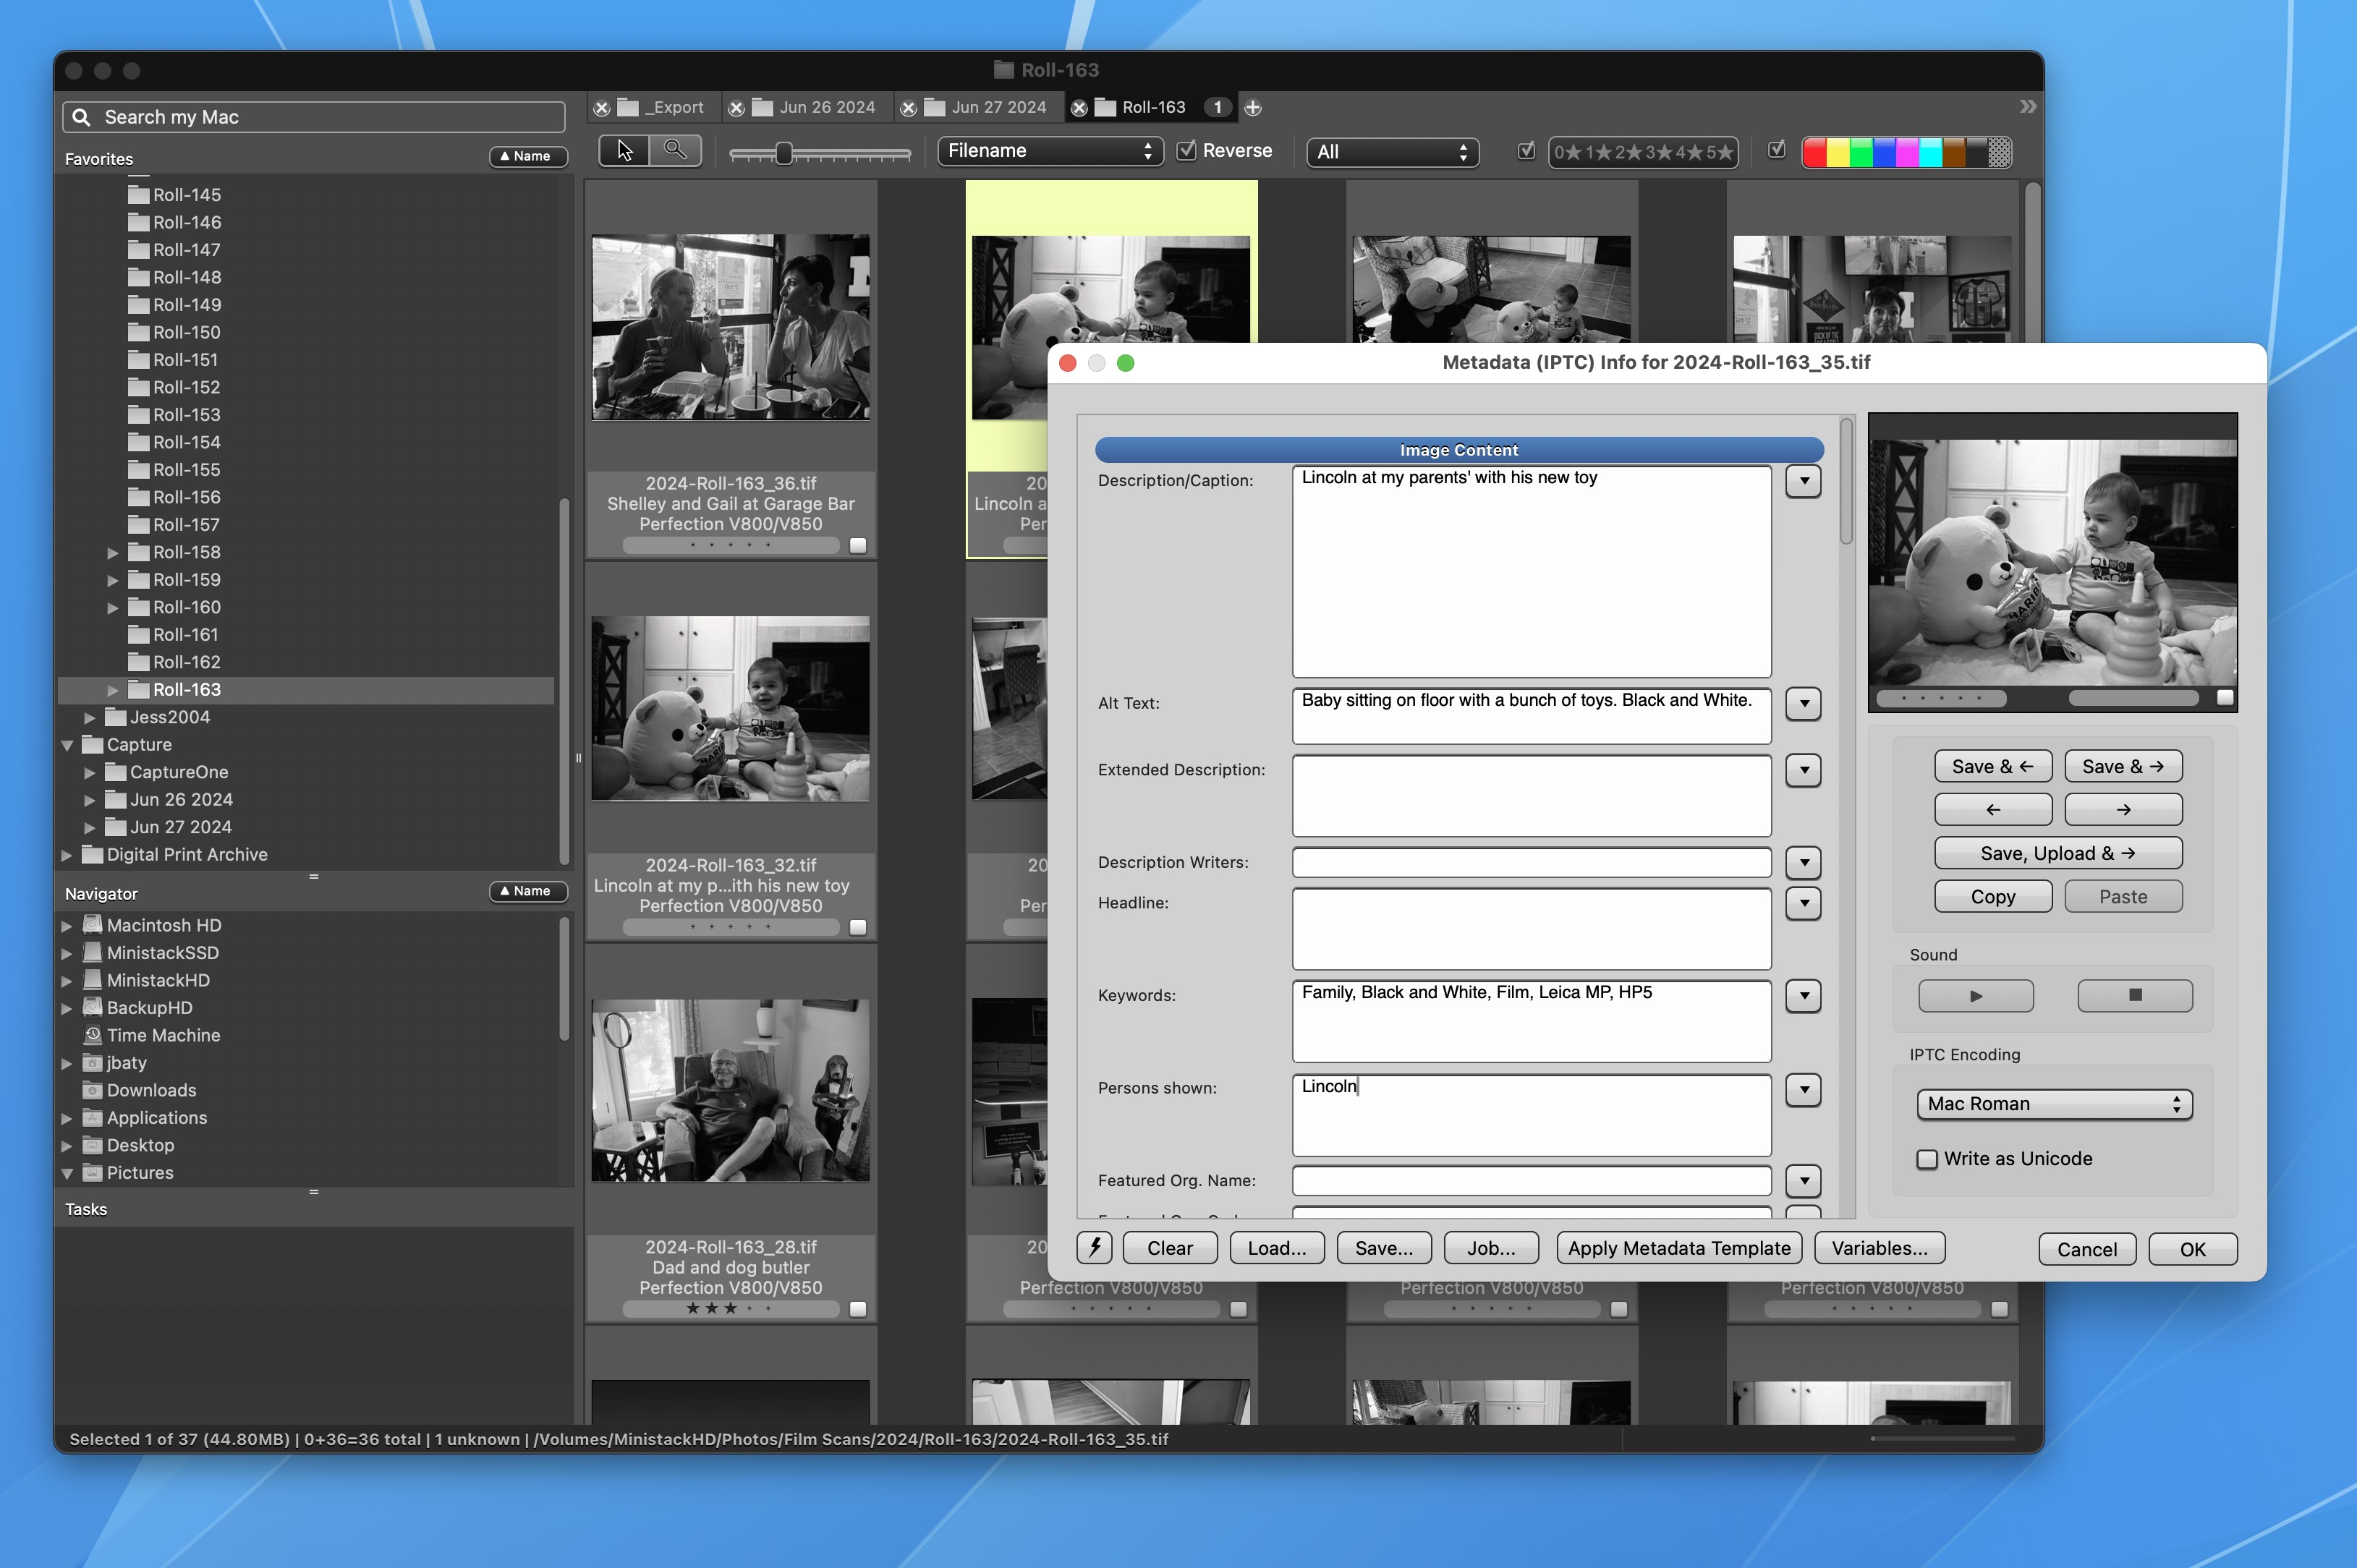 Roll-163
Search my Mac
Favorites
Name
Roll-145
Roll-146
Roll-147
Roll-148
Roll-149
Roll-150
Roll-151
Roll-152
Roll-153
Roll-154
Roll-155
Roll-156
Roll-157
Roll-158
Roll-159
Roll-160
Roll-161
Roll-162
Roll-163
Jess2004
Capture
CaptureOne
Jun 26 2024
Jun 27 2024
Digital Print Archive
Navigator
Name
Macintosh HD
MinistackSSD
MinistackHD
BackupHD
Time Machine
jbaty
Downloads
Applications
Desktop
Pictures
Tasks
_Export
Jun 26 2024
Jun 27 2024
Roll-163 1
Filename
Reverse
All
0★1★2★3★4★5★
2024-Roll-163_36.tif
Shelley and Gail at Garage Bar
Perfection V800/V850
20
Lincoln a
Per
2024-Roll-163_32.tif
Lincoln at my p...ith his new toy
Perfection V800/V850
20
Per
2024-Roll-163_28.tif
Dad and dog butler
Perfection V800/V850
★★★
20
Perfection V800/V850
Perfection V800/V850
Perfection V800/V850
Metadata (IPTC) Info for 2024-Roll-163_35.tif
Image Content
Description/Caption:
Lincoln at my parents' with his new toy
Alt Text:
Baby sitting on floor with a bunch of toys. Black and White.
Extended Description:
Description Writers:
Headline:
Keywords:
Family, Black and White, Film, Leica MP, HP5
Persons shown:
Lincoln
Featured Org. Name:
Save & ←
Save & →
←
→
Save, Upload & →
Copy
Paste
Sound
IPTC Encoding
Mac Roman
Write as Unicode
Clear
Load...
Save...
Job...
Apply Metadata Template
Variables...
Cancel
OK
Selected 1 of 37 (44.80MB) | 0+36=36 total | 1 unknown | /Volumes/MinistackHD/Photos/Film Scans/2024/Roll-163/2024-Roll-163_35.tif